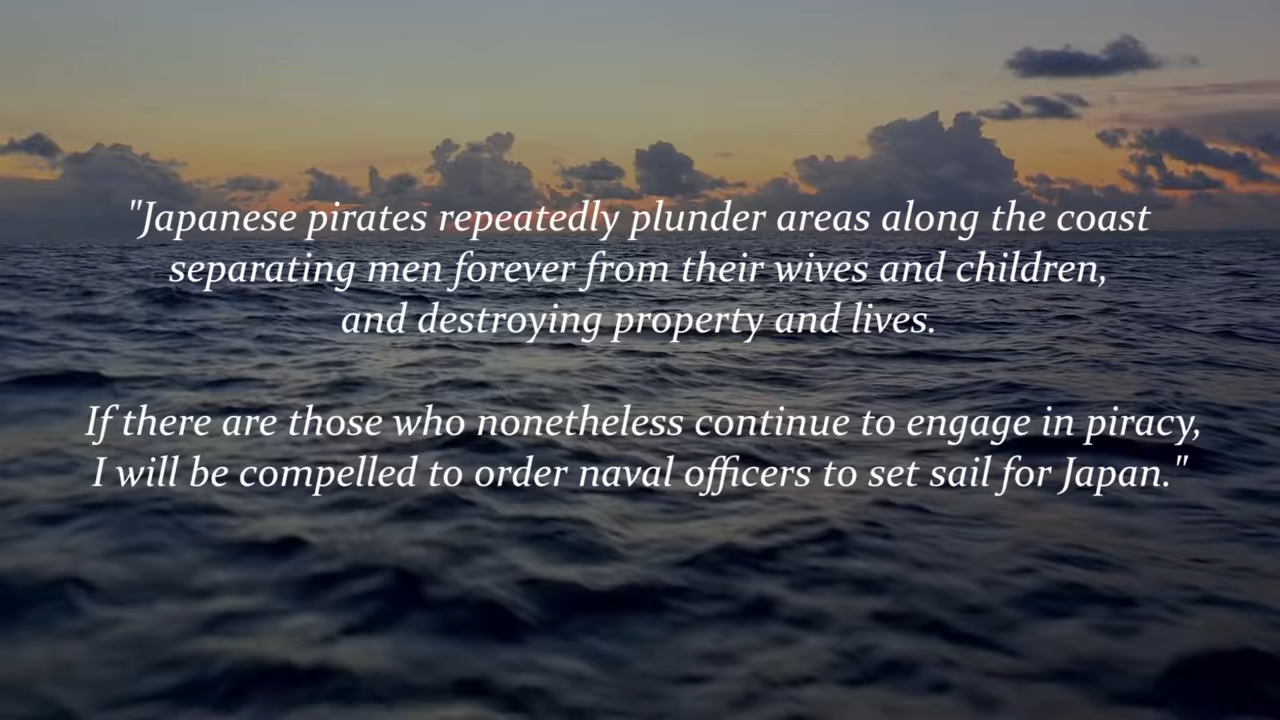 "Japanese pirates repeatedly plunder areas along the coast
separating men forever from their wives and children,
and destroying property and lives.
If there are those who nonetheless continue to engage in piracy,
I will be compelled to order naval officers to set sail for Japan."